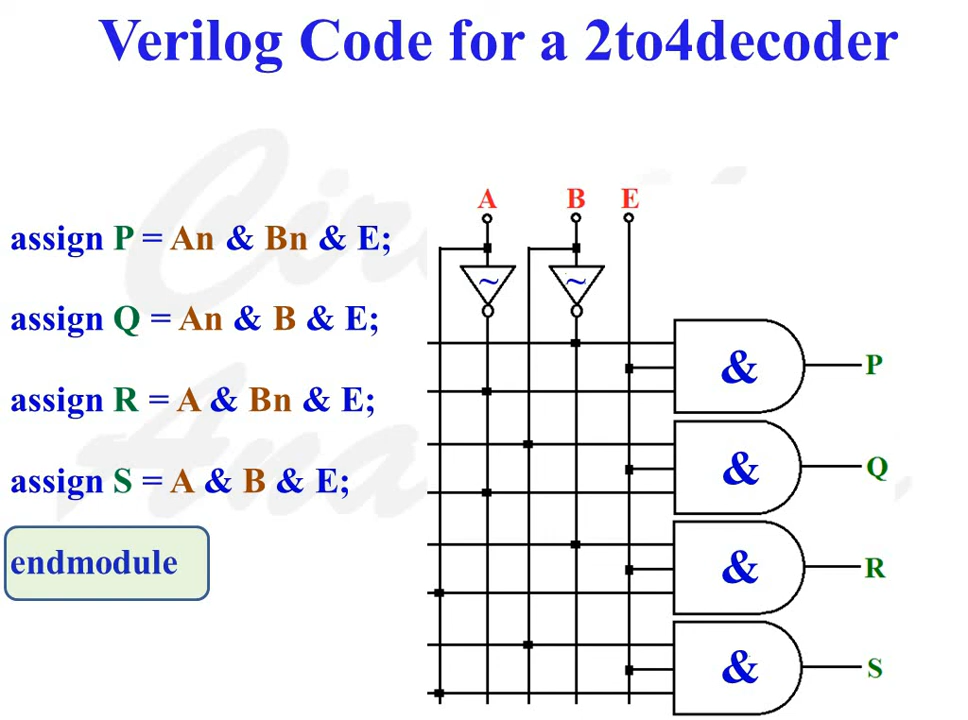 Verilog Code for a 2to4decoder
assign P = An & Bn & E;
assign Q = An & B & E;
assign R = A & Bn & E;
assign S = A & B & E;
endmodule
A B E
~ ~
& P
& Q
& R
& S